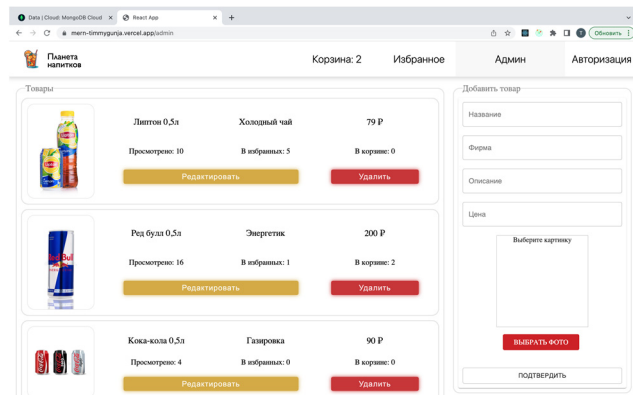 Data | Cloud: MongoDB Cloud
React App
mern-timmygunja.vercel.app/admin
Обновить
Планета
напитков
Корзина: 2
Избранное
Админ
Авторизация
Товары
Липтон 0,5л
Холодный чай
79 ₽
Просмотрено: 10
В избранных: 5
В корзине: 0
Редактировать
Удалить
Ред булл 0,5л
Энергетик
200 ₽
Просмотрено: 16
В избранных: 1
В корзине: 2
Редактировать
Удалить
Кока-кола 0,5л
Газировка
90 ₽
Просмотрено: 4
В избранных: 0
В корзине: 0
Редактировать
Удалить
Добавить товар
Название
Фирма
Описание
Цена
Выберите картинку
ВЫБРАТЬ ФОТО
ПОДТВЕРДИТЬ